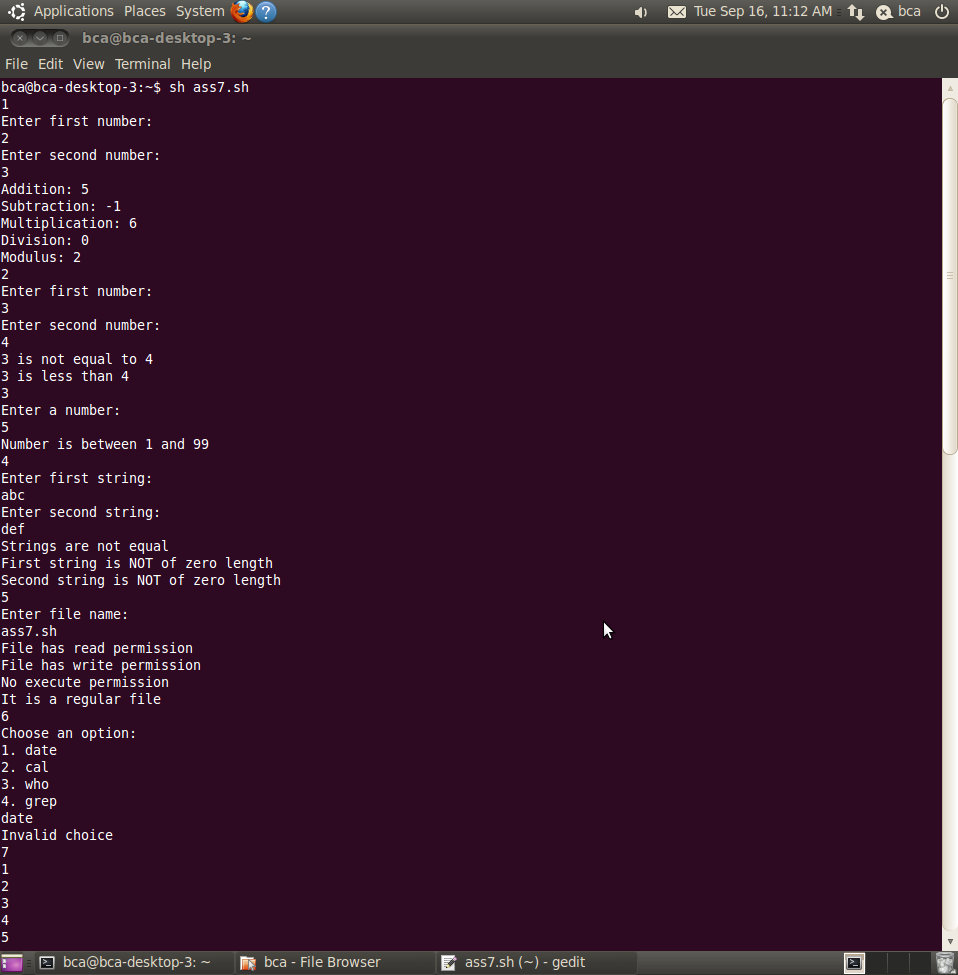 Applications Places System
Tue Sep 16, 11:12 AM
bca
bca@bca-desktop-3: ~
File Edit View Terminal Help
bca@bca-desktop-3:~$ sh ass7.sh
1
Enter first number:
2
Enter second number:
3
Addition: 5
Subtraction: -1
Multiplication: 6
Division: 0
Modulus: 2
2
Enter first number:
3
Enter second number:
4
3 is not equal to 4
3 is less than 4
3
Enter a number:
5
Number is between 1 and 99
4
Enter first string:
abc
Enter second string:
def
Strings are not equal
First string is NOT of zero length
Second string is NOT of zero length
5
Enter file name:
ass7.sh
File has read permission
File has write permission
No execute permission
It is a regular file
6
Choose an option:
1. date
2. cal
3. who
4. grep
date
Invalid choice
7
1
2
3
4
5
bca@bca-desktop-3: ~
bca - File Browser
ass7.sh (~) - gedit